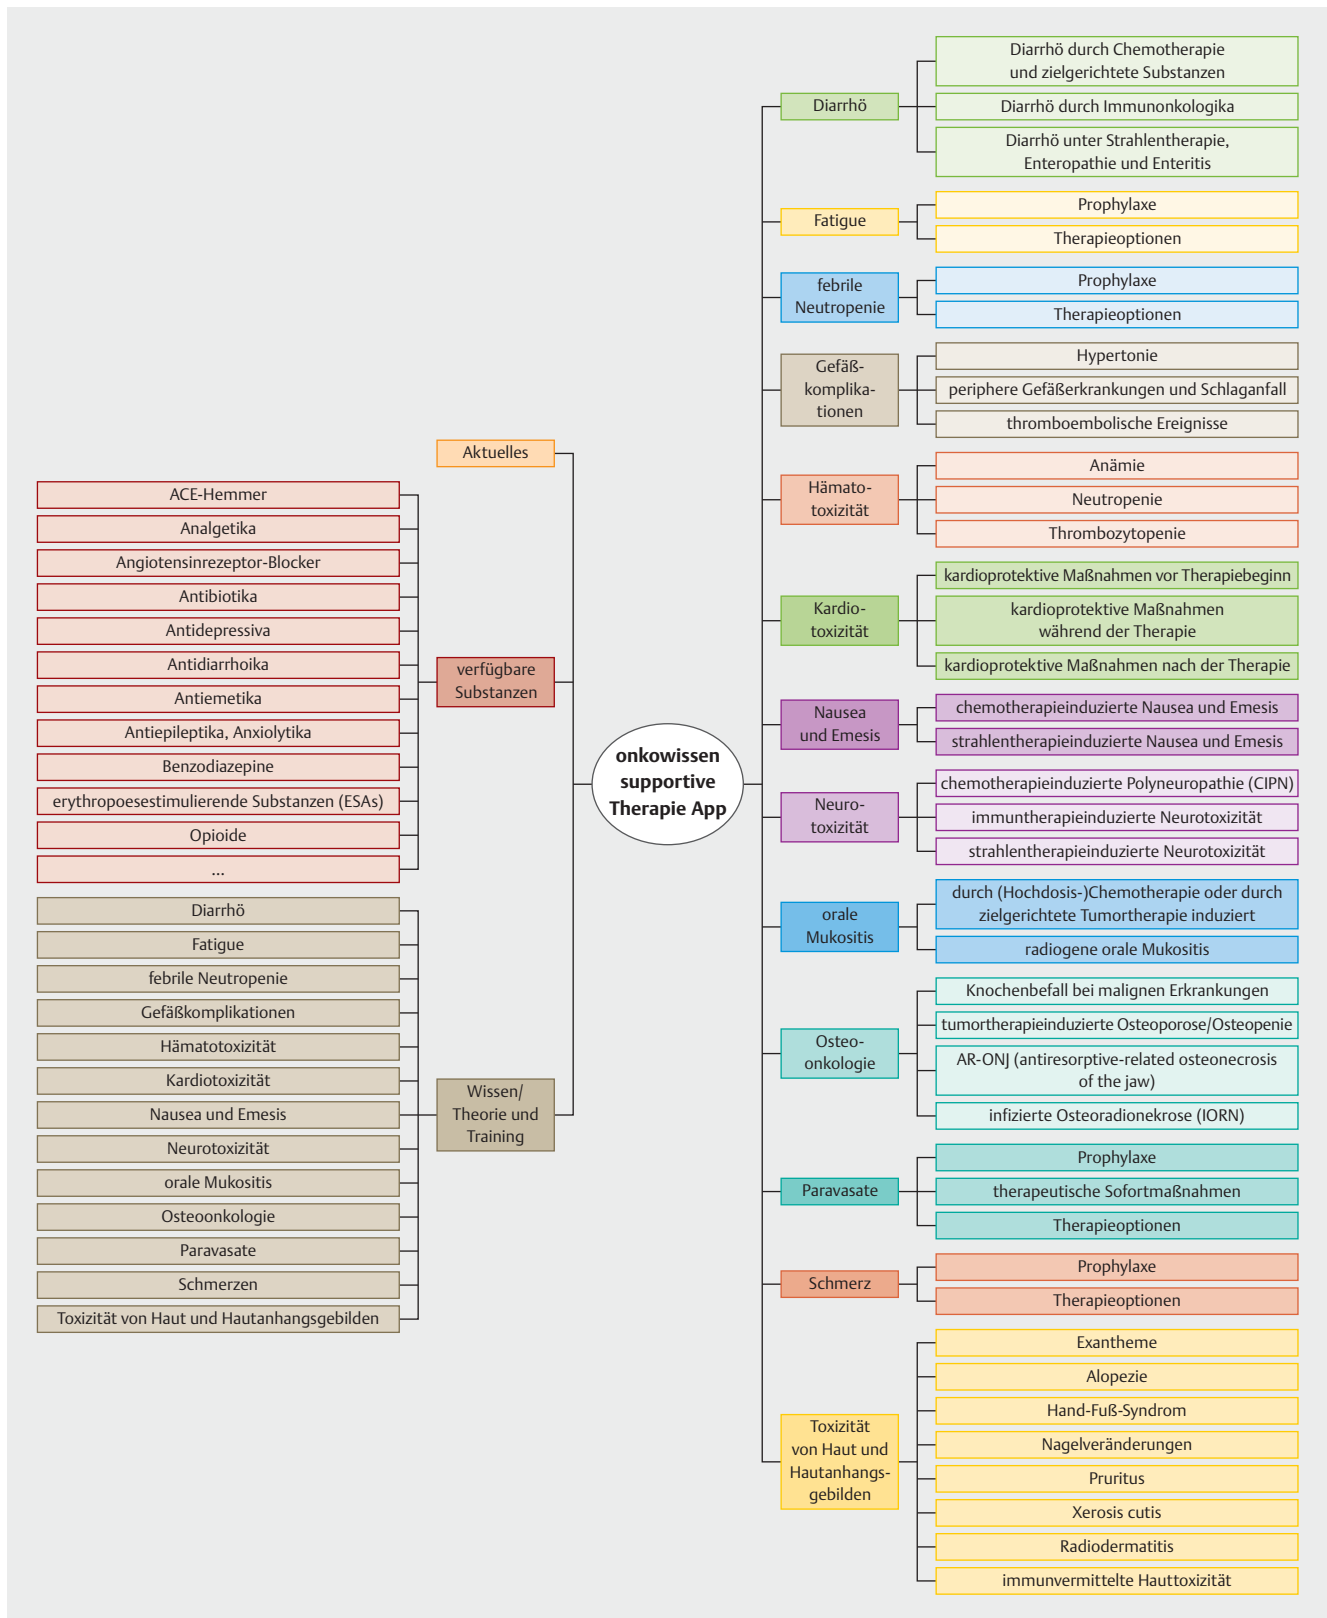 Aktuelles
verfügbare
Substanzen
ACE-Hemmer
Analgetika
Angiotensinrezeptor-Blocker
Antibiotika
Antidepressiva
Antidiarrhoika
Antiemetika
Antiepileptika, Anxiolytika
Benzodiazepine
erythropoesestimulierende Substanzen (ESAs)
Opioide
...
Wissen/
Theorie und
Training
Diarrhö
Fatigue
febrile Neutropenie
Gefäßkomplikationen
Hämatotoxizität
Kardiotoxizität
Nausea und Emesis
Neurotoxizität
orale Mukositis
Osteoonkologie
Paravasate
Schmerzen
Toxizität von Haut und Hautanhangsgebilden
onkowissen
supportive
Therapie App
Diarrhö
Diarrhö durch Chemotherapie
und zielgerichtete Substanzen
Diarrhö durch Immunonkologika
Diarrhö unter Strahlentherapie,
Enteropathie und Enteritis
Fatigue
Prophylaxe
Therapieoptionen
febrile
Neutropenie
Prophylaxe
Therapieoptionen
Gefäß-
komplika-
tionen
Hypertonie
periphere Gefäßerkrankungen und Schlaganfall
thromboembolische Ereignisse
Hämato-
toxizität
Anämie
Neutropenie
Thrombozytopenie
Kardio-
toxizität
kardioprotektive Maßnahmen vor Therapiebeginn
kardioprotektive Maßnahmen
während der Therapie
kardioprotektive Maßnahmen nach der Therapie
Nausea
und Emesis
chemotherapieinduzierte Nausea und Emesis
strahlentherapieinduzierte Nausea und Emesis
Neuro-
toxizität
chemotherapieinduzierte Polyneuropathie (CIPN)
immuntherapieinduzierte Neurotoxizität
strahlentherapieinduzierte Neurotoxizität
orale
Mukositis
durch (Hochdosis-)Chemotherapie oder durch
zielgerichtete Tumortherapie induziert
radiogene orale Mukositis
Osteo-
onkologie
Knochenbefall bei malignen Erkrankungen
tumortherapieinduzierte Osteoporose/Osteopenie
AR-ONJ (antiresorptive-related osteonecrosis
of the jaw)
infizierte Osteoradionekrose (IORN)
Paravasate
Prophylaxe
therapeutische Sofortmaßnahmen
Therapieoptionen
Schmerz
Prophylaxe
Therapieoptionen
Toxizität
von Haut und
Hautanhangs-
gebilden
Exantheme
Alopezie
Hand-Fuß-Syndrom
Nagelveränderungen
Pruritus
Xerosis cutis
Radiodermatitis
immunvermittelte Hauttoxizität